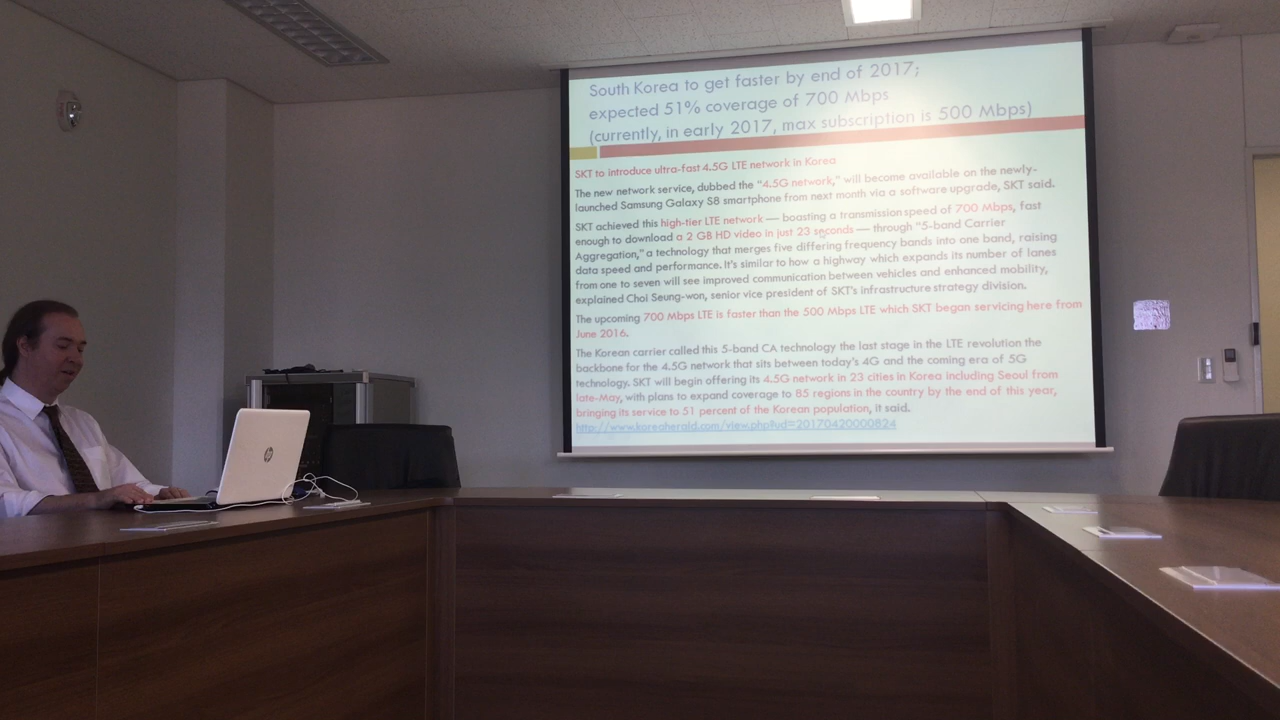 South Korea to get faster by end of 2017;
expected 51% coverage of 700 Mbps
(currently, in early 2017, max subscription is 500 Mbps)
SKT to introduce ultra-fast 4.5G LTE network in Korea
The new network service, dubbed the "4.5G network," will become available on the newly-
launched Samsung Galaxy S8 smartphone from next month via a software upgrade, SKT said.
SKT achieved this high-tier LTE network — boasting a transmission speed of 700 Mbps, fast
enough to download a 2 GB HD video in just 23 seconds — through "5-band Carrier
Aggregation," a technology that merges five differing frequency bands into one band, raising
data speed and performance. It's similar to how a highway which expands its number of lanes
from one to seven will see improved communication between vehicles and enhanced mobility,
explained Choi Seung-won, senior vice president of SKT's infrastructure strategy division.
The upcoming 700 Mbps LTE is faster than the 500 Mbps LTE which SKT began servicing here from
June 2016.
The Korean carrier called this 5-band CA technology the last stage in the LTE revolution the
backbone for the 4.5G network that sits between today's 4G and the coming era of 5G
technology. SKT will begin offering its 4.5G network in 23 cities in Korea including Seoul from
late-May, with plans to expand coverage to 85 regions in the country by the end of this year,
bringing its service to 51 percent of the Korean population, it said.
http://www.koreaherald.com/view.php?ud=20170420000824
hp